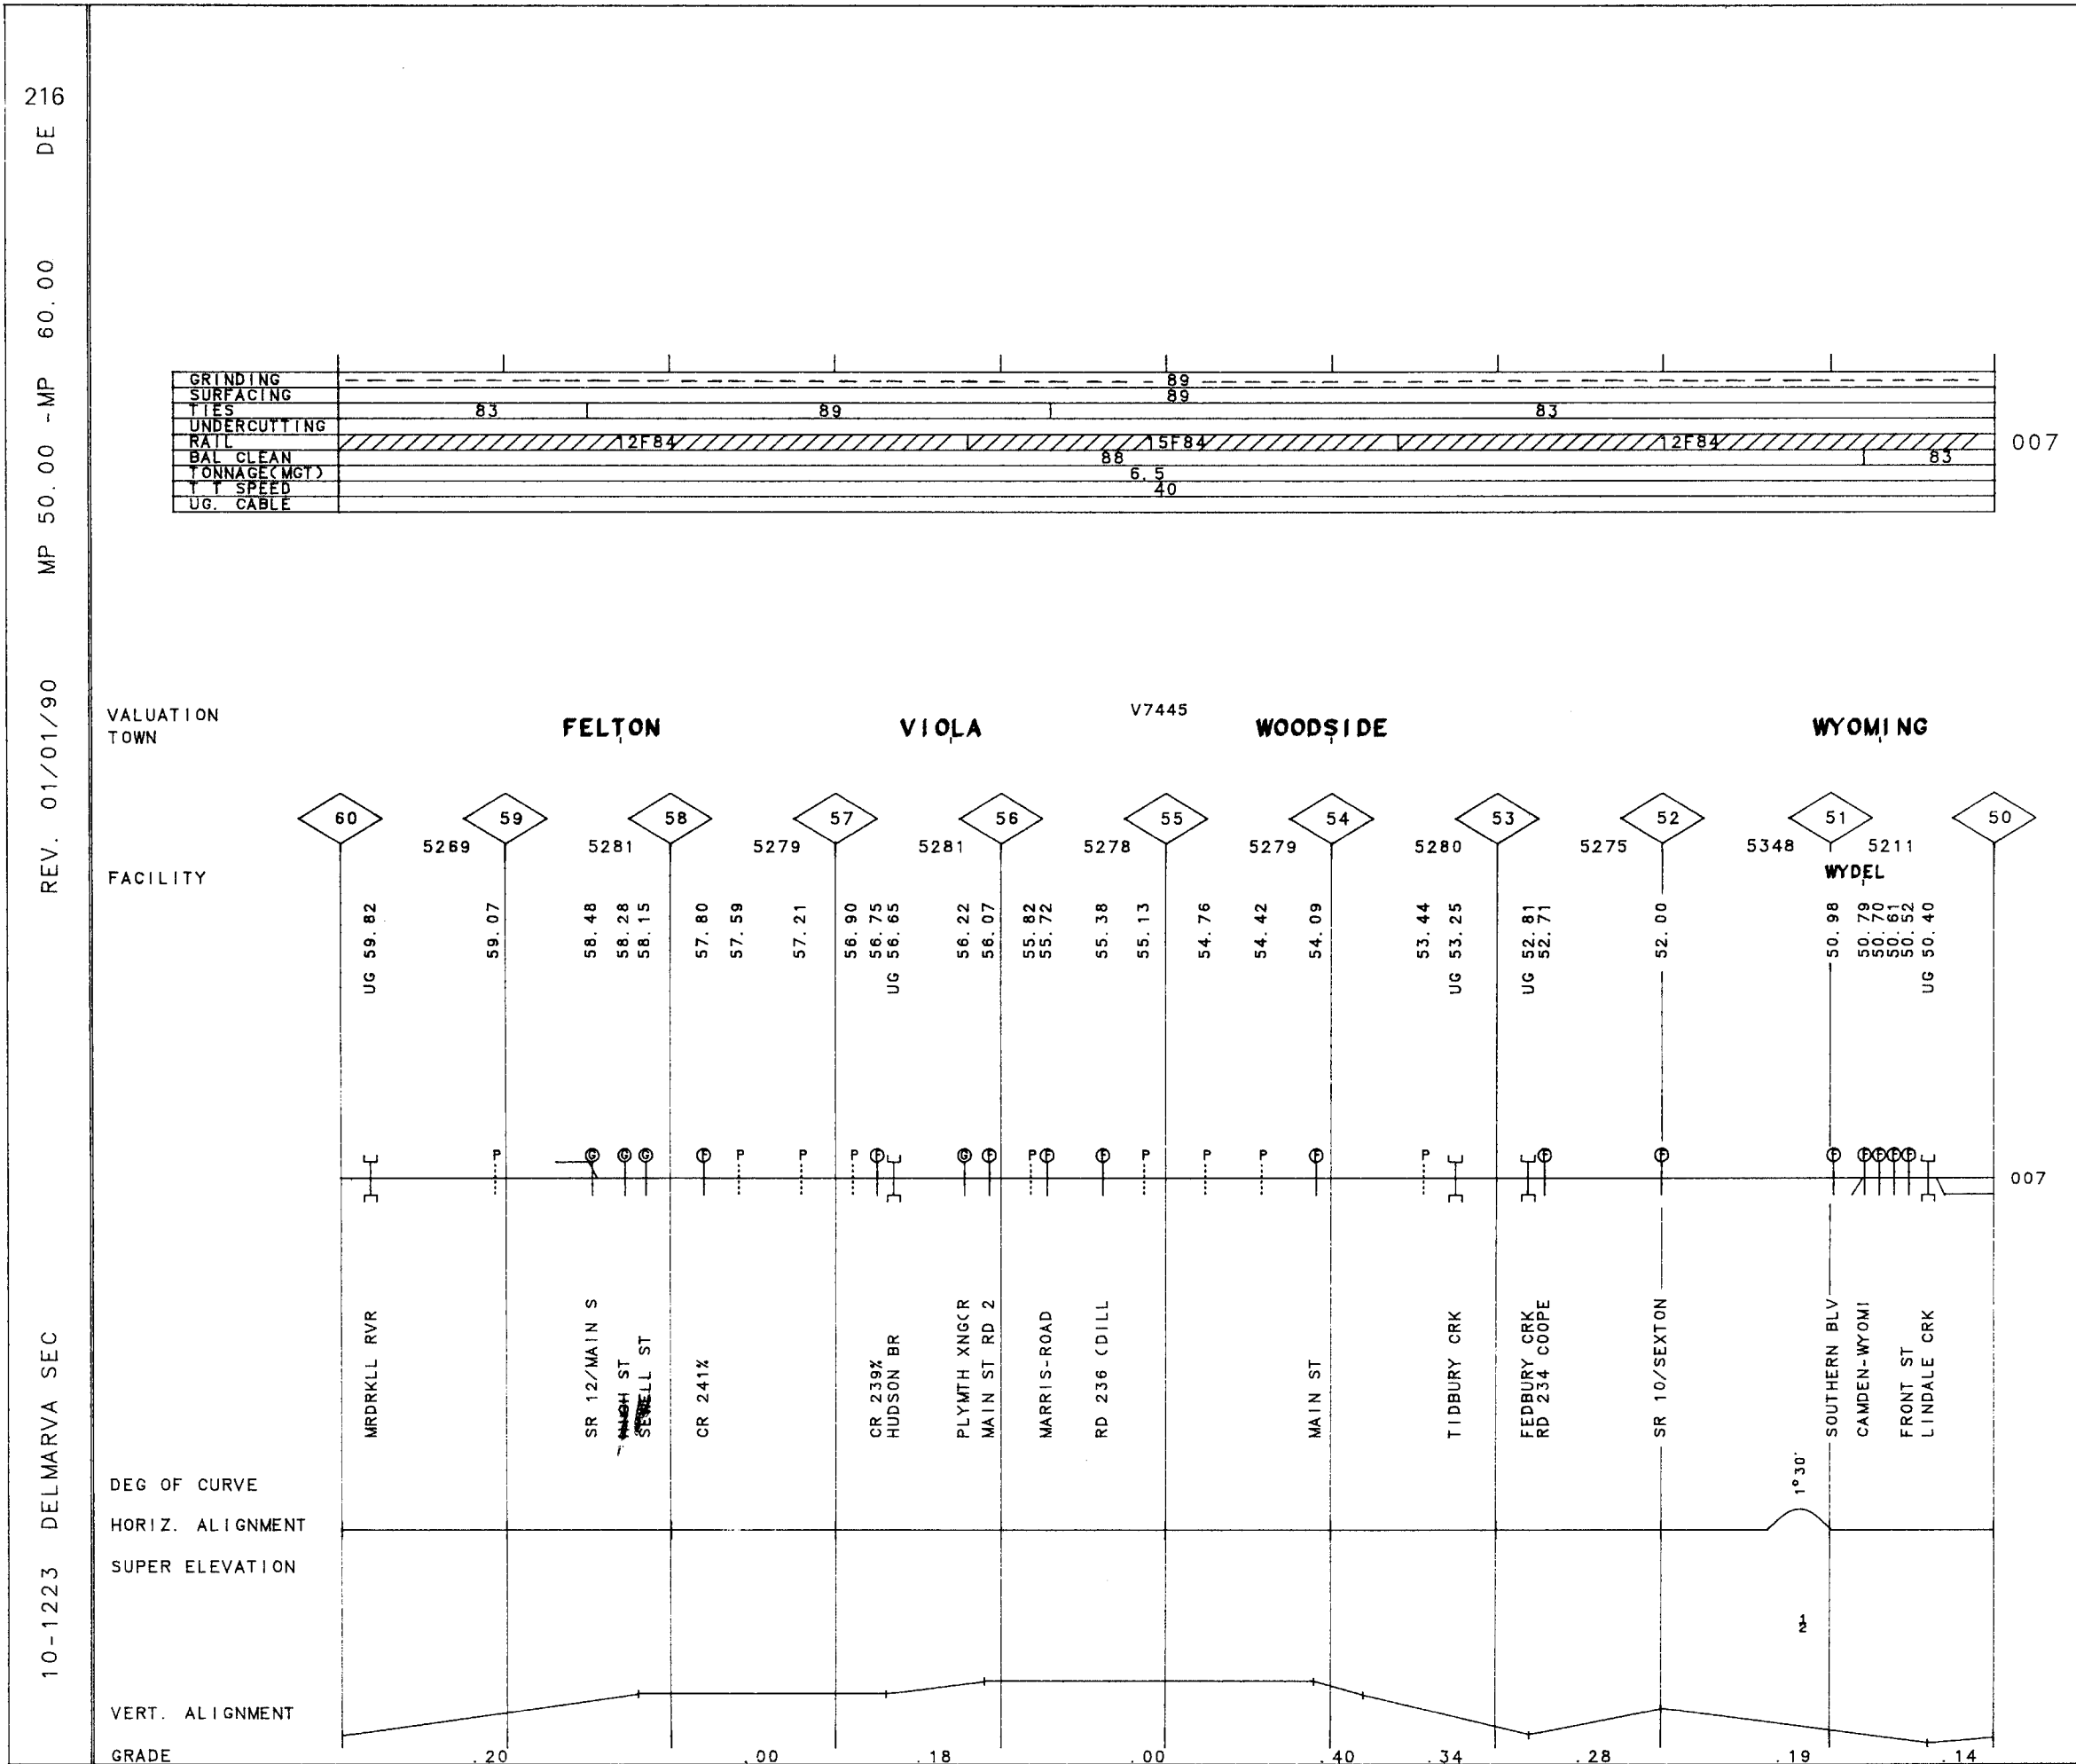 216
DE
MP 50.00 -MP 60.00
REV. 01/01/90
10-1223 DELMARVA SEC
GRINDING 89
SURFACING 89
TIES 83 89 83
UNDERCUTTING
RAIL 12F84 15F84 12F84 007
BAL CLEAN 88 83
TONNAGE(MGT) 6.5
T T SPEED 40
UG. CABLE
VALUATION V7445
TOWN FELTON VIOLA WOODSIDE WYOMING
60 59 58 57 56 55 54 53 52 51 50
5269 5281 5279 5281 5278 5279 5280 5275 5348 5211
FACILITY WYDEL
UG 59.82
59.07
58.48
58.28
58.15
57.80
57.59
57.21
56.90
56.75
UG 56.65
56.22
56.07
55.82
55.72
55.38
55.13
54.76
54.42
54.09
53.44
UG 53.25
UG 52.81
52.71
52.00
50.98
50.79
50.70
50.61
50.52
UG 50.40
P G G G F P P P F G F P F F P P P F P F F F F F F F
007
MRDRKLL RVR
SR 12/MAIN S
ST
SEWELL ST
CR 241%
CR 239%
HUDSON BR
PLYMTH XNG(R
MAIN ST RD 2
MARRIS-ROAD
RD 236 (DILL
MAIN ST
TIDBURY CRK
FEDBURY CRK
RD 234 COOPE
SR 10/SEXTON
SOUTHERN BLV
CAMDEN-WYOMI
FRONT ST
LINDALE CRK
DEG OF CURVE 1°30'
HORIZ. ALIGNMENT
SUPER ELEVATION
1/2
VERT. ALIGNMENT
GRADE .20 .00 .18 .00 .40 .34 .28 .19 .14